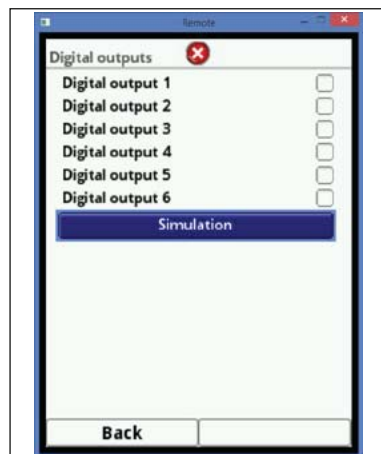 Remote
Digital outputs
Digital output 1
Digital output 2
Digital output 3
Digital output 4
Digital output 5
Digital output 6
Simulation
Back